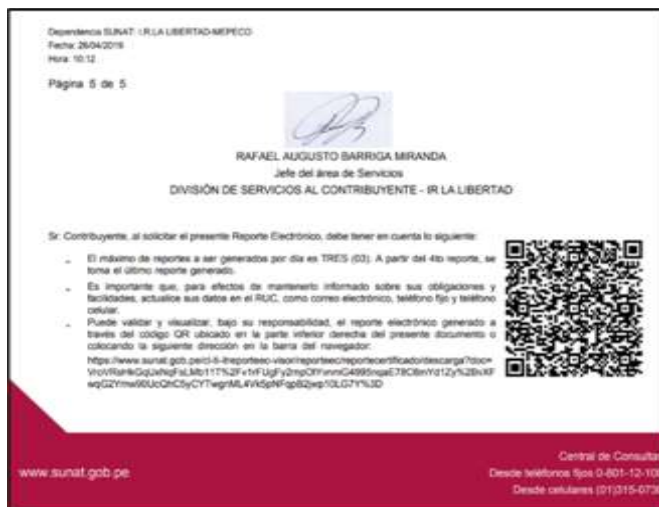 Dependencia SUNAT: I.R.LA LIBERTAD-MEPECO
Fecha: 26/04/2019
Hora: 10:12
Página 5 de 5
RAFAEL AUGUSTO BARRIGA MIRANDA
Jefe del área de Servicios
DIVISIÓN DE SERVICIOS AL CONTRIBUYENTE - IR LA LIBERTAD
Sr. Contribuyente, al solicitar el presente Reporte Electrónico, debe tener en cuenta lo siguiente:
- El máximo de reportes a ser generados por día es TRES (03). A partir del 4to reporte, se
toma el último reporte generado.
- Es importante que, para efectos de mantenerlo informado sobre sus obligaciones y
facilidades, actualice sus datos en el RUC, como correo electrónico, teléfono fijo y teléfono
celular.
- Puede validar y visualizar, bajo su responsabilidad, el reporte electrónico generado a
través del código QR ubicado en la parte inferior derecha del presente documento o
colocando la siguiente dirección en la barra del navegador:
www.sunat.gob.pe
Central de Consultas
Desde teléfonos fijos 0-801-12-100
Desde celulares (01)315-0730